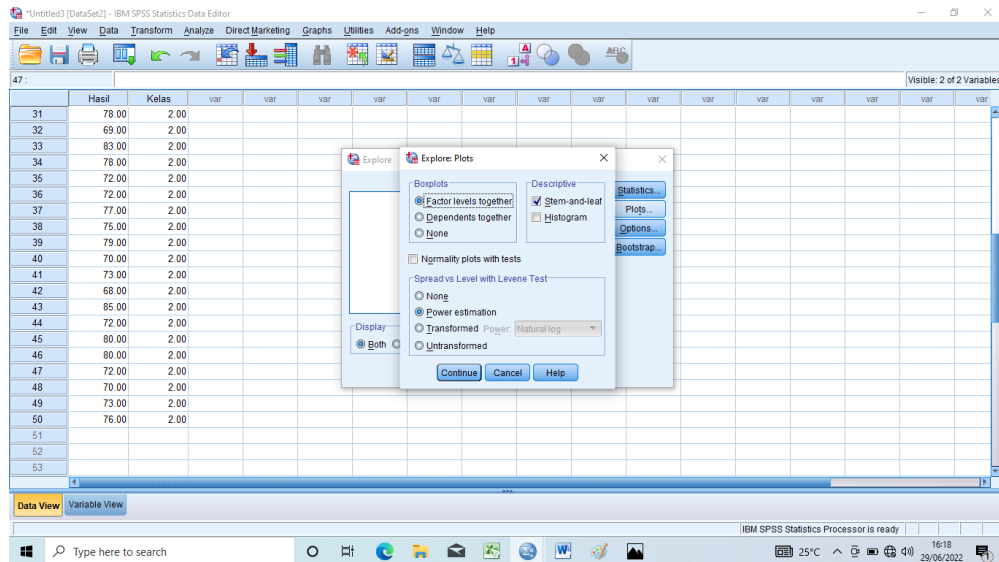 *Untitled3 [DataSet2] - IBM SPSS Statistics Data Editor
File Edit View Data Transform Analyze Direct Marketing Graphs Utilities Add-ons Window Help
47 :
Visible: 2 of 2 Variables
Hasil Kelas var var var var var var var var var var var var var var var
31 78.00 2.00
32 69.00 2.00
33 83.00 2.00
34 78.00 2.00
35 72.00 2.00
36 72.00 2.00
37 77.00 2.00
38 75.00 2.00
39 79.00 2.00
40 70.00 2.00
41 73.00 2.00
42 68.00 2.00
43 85.00 2.00
44 72.00 2.00
45 80.00 2.00
46 80.00 2.00
47 72.00 2.00
48 70.00 2.00
49 73.00 2.00
50 76.00 2.00
51
52
53
Explore
Statistics...
Plots...
Options...
Bootstrap...
Display
Both
Explore: Plots
Boxplots
Factor levels together
Dependents together
None
Descriptive
Stem-and-leaf
Histogram
Normality plots with tests
Spread vs Level with Levene Test
None
Power estimation
Transformed Power: Natural log
Untransformed
Continue Cancel Help
Data View Variable View
IBM SPSS Statistics Processor is ready
Type here to search
25°C
16:18
29/06/2022